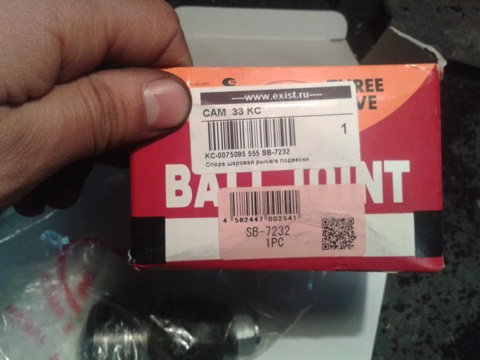 THREE
----www.exist.ru----
CAM 33 KC
1
KC-0075095 555 SB-7232
Опора шаровая рычага подвески
BALL JOINT
4 582447 002541
SB-7232
1PC